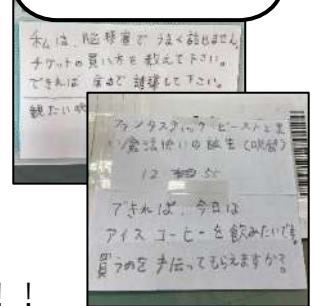 私は、脳梗塞でうまく話せません。
チケットの買い方を教えて下さい。
できれば 席まで 誘導して下さい。
観たい映
ファンタスティック ビーストと黒
い魔法使いの誕生(吹替)
12 55
できれば、今日は
アイス コーヒーを飲みたいです。
買うのを手伝ってもらえますか?
!!